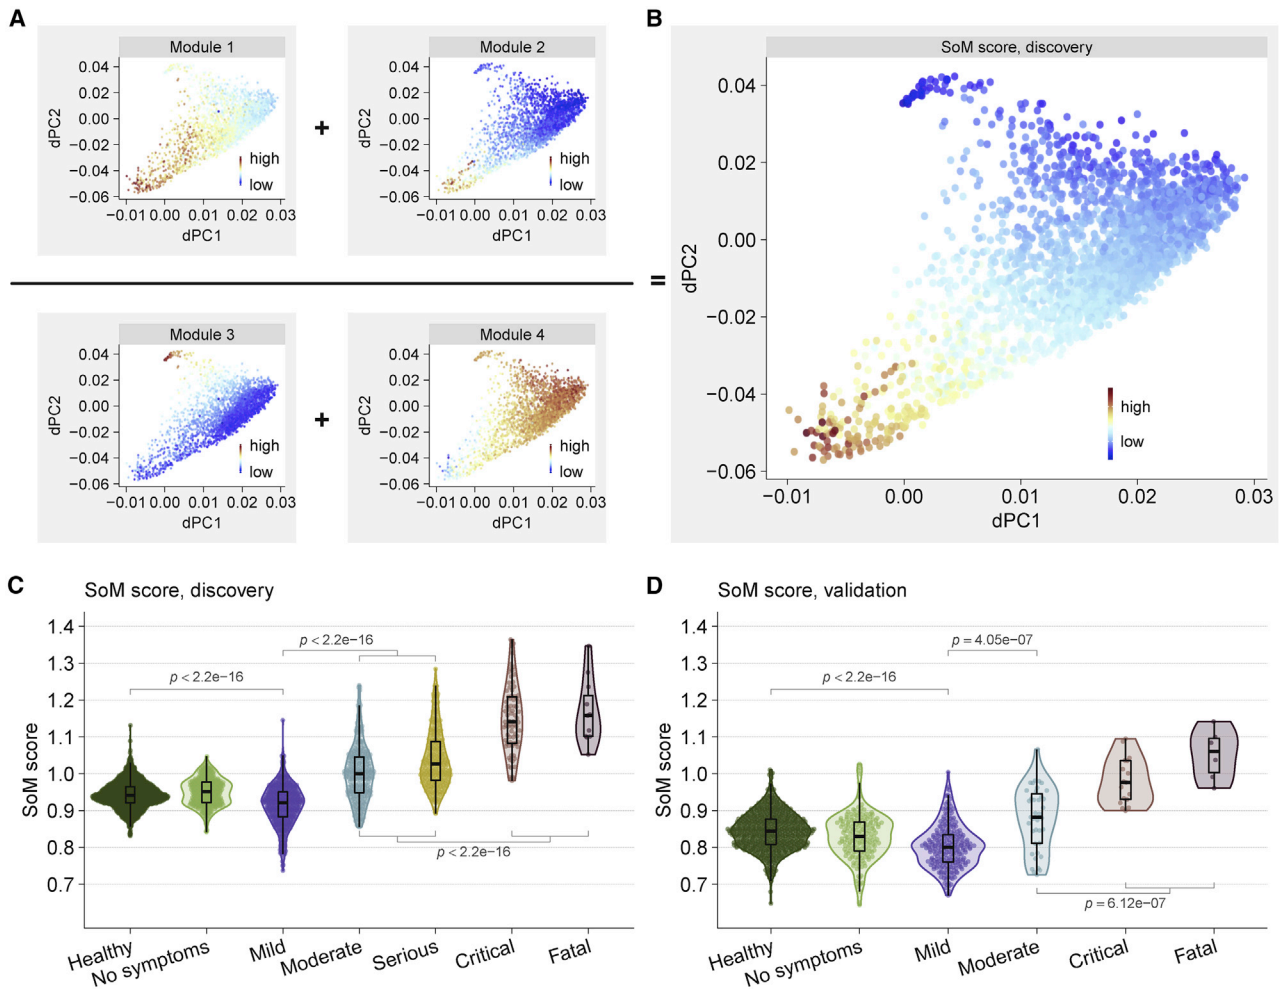 A
Module 1
dPC2
0.04
0.02
0.00
−0.02
−0.04
−0.06
high
low
−0.01 0.00 0.01 0.02 0.03
dPC1
+
Module 2
dPC2
0.04
0.02
0.00
−0.02
−0.04
−0.06
high
low
−0.01 0.00 0.01 0.02 0.03
dPC1
Module 3
dPC2
0.04
0.02
0.00
−0.02
−0.04
−0.06
high
low
−0.01 0.00 0.01 0.02 0.03
dPC1
+
Module 4
dPC2
0.04
0.02
0.00
−0.02
−0.04
−0.06
high
low
−0.01 0.00 0.01 0.02 0.03
dPC1
=
B
SoM score, discovery
dPC2
0.04
0.02
0.00
−0.02
−0.04
−0.06
high
low
−0.01 0.00 0.01 0.02 0.03
dPC1
C
SoM score, discovery
SoM score
1.4
1.3
1.2
1.1
1.0
0.9
0.8
0.7
p < 2.2e−16
p < 2.2e−16
p < 2.2e−16
Healthy
No symptoms
Mild
Moderate
Serious
Critical
Fatal
D
SoM score, validation
SoM score
1.4
1.3
1.2
1.1
1.0
0.9
0.8
0.7
p = 4.05e−07
p < 2.2e−16
p = 6.12e−07
Healthy
No symptoms
Mild
Moderate
Critical
Fatal